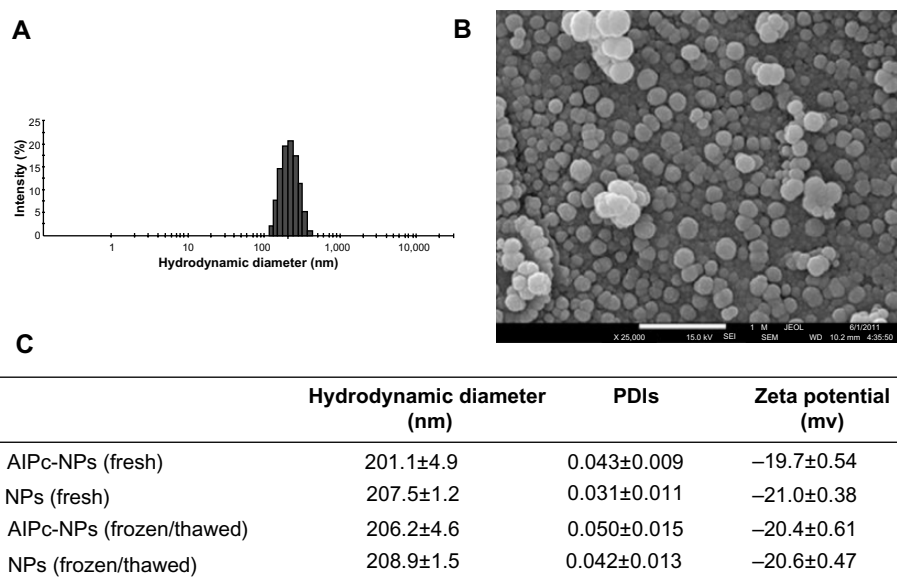 A
B
25
20
15
10
5
0
Intensity (%)
1 10 100 1,000 10,000
Hydrodynamic diameter (nm)
1 M JEOL 6/1/2011
X 25,000 15.0 kV SEI SEM WD 10.2 mm 4:35:50
C
Hydrodynamic diameter (nm) PDIs Zeta potential (mv)
AIPc-NPs (fresh) 201.1±4.9 0.043±0.009 –19.7±0.54
NPs (fresh) 207.5±1.2 0.031±0.011 –21.0±0.38
AIPc-NPs (frozen/thawed) 206.2±4.6 0.050±0.015 –20.4±0.61
NPs (frozen/thawed) 208.9±1.5 0.042±0.013 –20.6±0.47